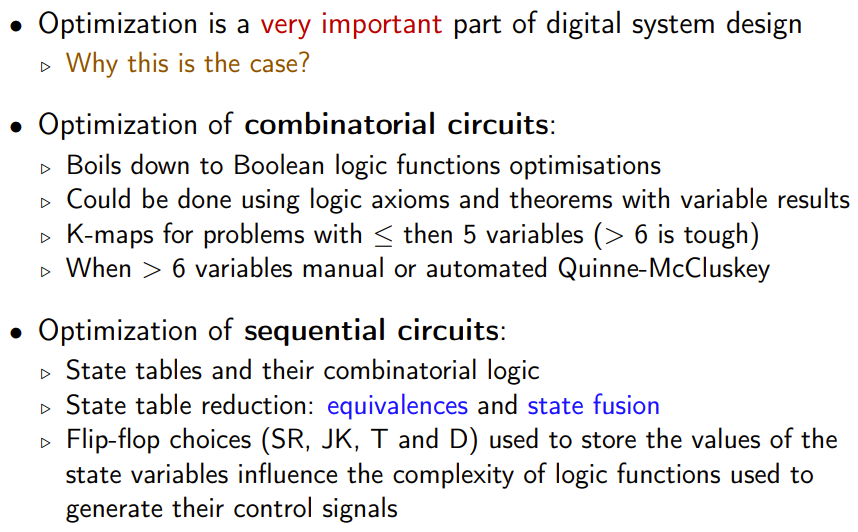 • Optimization is a very important part of digital system design
▷ Why this is the case?
• Optimization of combinatorial circuits:
▷ Boils down to Boolean logic functions optimisations
▷ Could be done using logic axioms and theorems with variable results
▷ K-maps for problems with ≤ then 5 variables (> 6 is tough)
▷ When > 6 variables manual or automated Quinne-McCluskey
• Optimization of sequential circuits:
▷ State tables and their combinatorial logic
▷ State table reduction: equivalences and state fusion
▷ Flip-flop choices (SR, JK, T and D) used to store the values of the
state variables influence the complexity of logic functions used to
generate their control signals